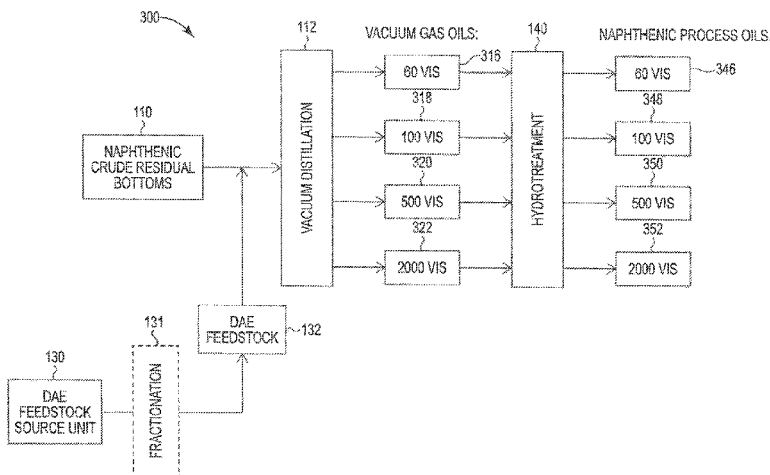 300
112
VACUUM GAS OILS:
316
140
NAPHTHENIC PROCESS OILS:
60 VIS
60 VIS
346
318
348
110
NAPHTHENIC
CRUDE RESIDUAL
BOTTOMS
VACUUM DISTILLATION
100 VIS
HYDROTREATMENT
100 VIS
320
350
500 VIS
500 VIS
322
352
2000 VIS
2000 VIS
131
DAE
FEEDSTOCK
132
130
DAE
FEEDSTOCK
SOURCE UNIT
FRACTIONATION